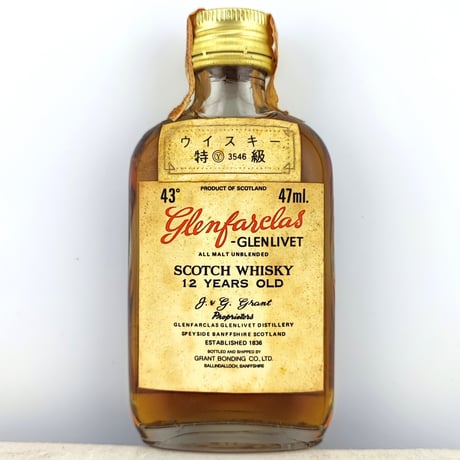 ウイスキー
特 Ⓨ 3546 級
PRODUCT OF SCOTLAND
43° 47ml.
Glenfarclas
-GLENLIVET
ALL MALT UNBLENDED
SCOTCH WHISKY
12 YEARS OLD
J. & G. Grant
Proprietors
GLENFARCLAS GLENLIVET DISTILLERY
SPEYSIDE BANFFSHIRE SCOTLAND
ESTABLISHED 1836
BOTTLED AND SHIPPED BY
GRANT BONDING CO., LTD.
BALLINDALLOCH, BANFFSHIRE